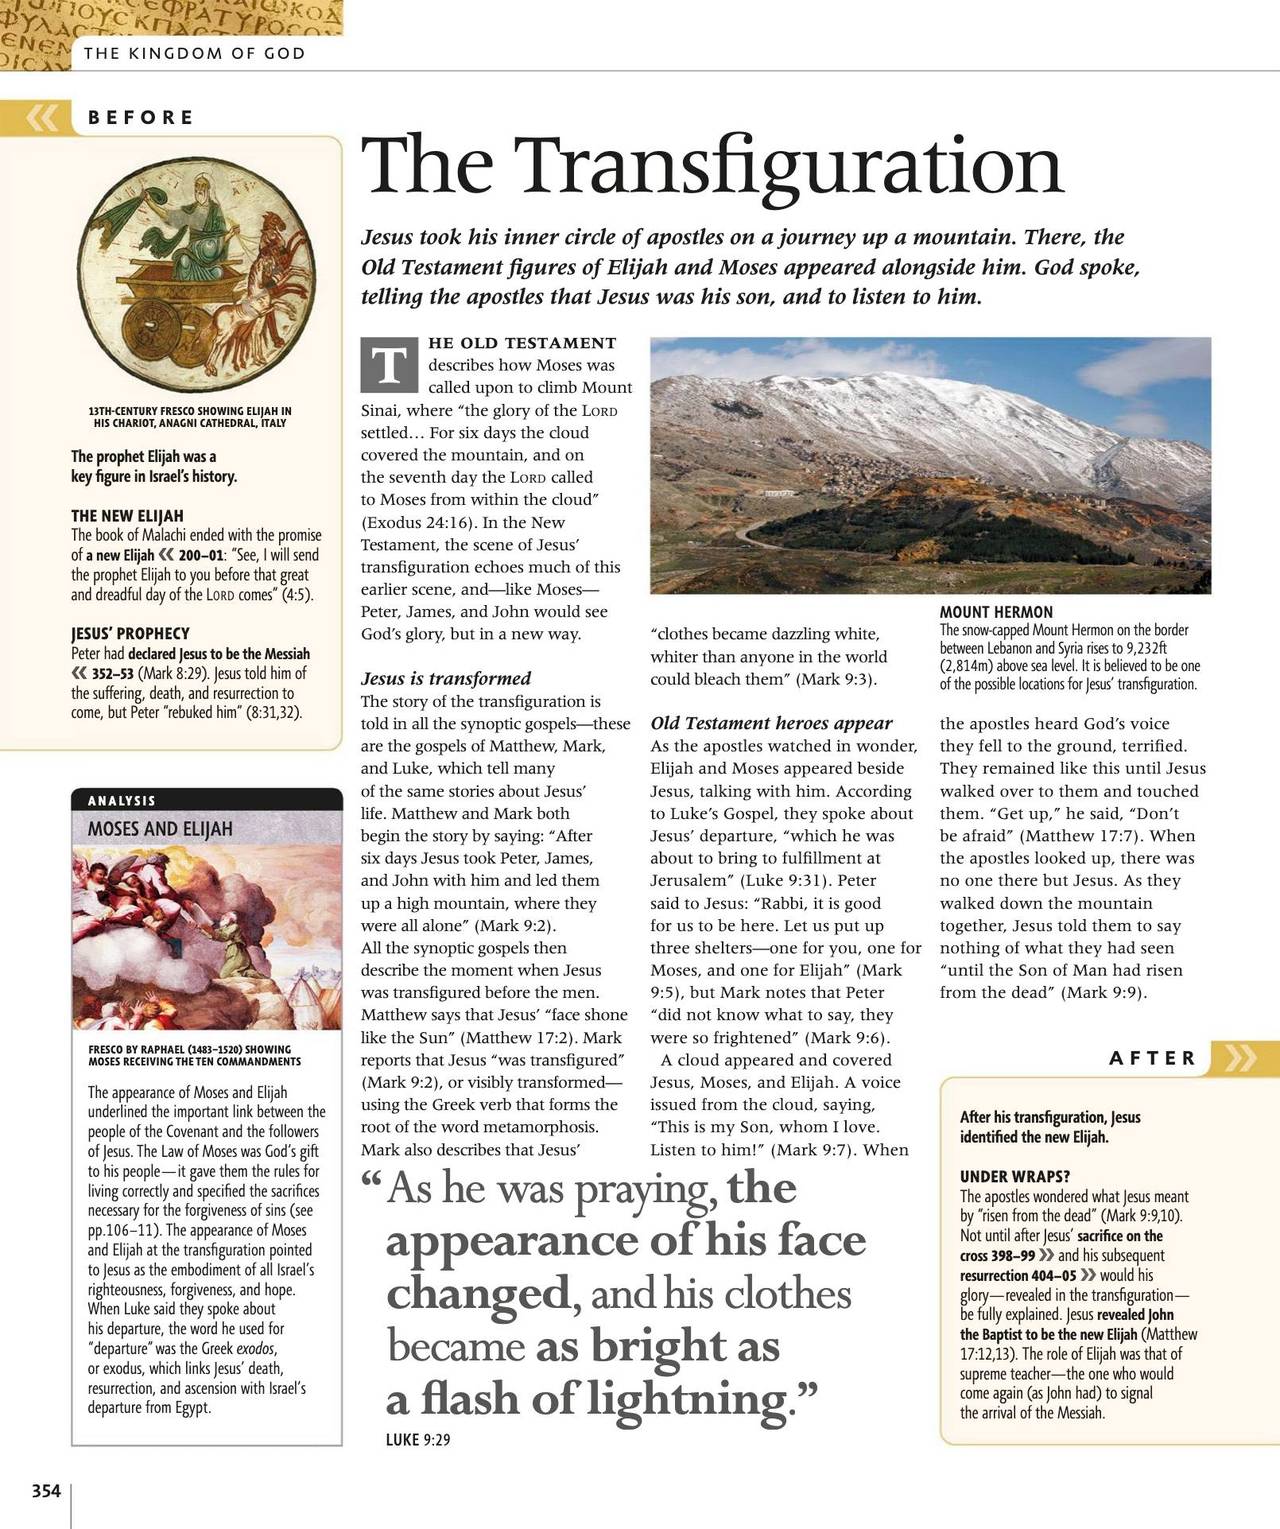 THE KINGDOM OF GOD
BEFORE
13TH-CENTURY FRESCO SHOWING ELIJAH IN
HIS CHARIOT, ANAGNI CATHEDRAL, ITALY
The prophet Elijah was a
key figure in Israel’s history.
THE NEW ELIJAH
The book of Malachi ended with the promise
of a new Elijah ❮❮ 200–01: “See, I will send
the prophet Elijah to you before that great
and dreadful day of the LORD comes” (4:5).
JESUS’ PROPHECY
Peter had declared Jesus to be the Messiah
❮❮ 352–53 (Mark 8:29). Jesus told him of
the suffering, death, and resurrection to
come, but Peter “rebuked him” (8:31,32).
ANALYSIS
MOSES AND ELIJAH
FRESCO BY RAPHAEL (1483–1520) SHOWING
MOSES RECEIVING THE TEN COMMANDMENTS
The appearance of Moses and Elijah
underlined the important link between the
people of the Covenant and the followers
of Jesus. The Law of Moses was God’s gift
to his people—it gave them the rules for
living correctly and specified the sacrifices
necessary for the forgiveness of sins (see
pp.106–11). The appearance of Moses
and Elijah at the transfiguration pointed
to Jesus as the embodiment of all Israel’s
righteousness, forgiveness, and hope.
When Luke said they spoke about
his departure, the word he used for
“departure” was the Greek exodos,
or exodus, which links Jesus’ death,
resurrection, and ascension with Israel’s
departure from Egypt.
The Transfiguration
Jesus took his inner circle of apostles on a journey up a mountain. There, the
Old Testament figures of Elijah and Moses appeared alongside him. God spoke,
telling the apostles that Jesus was his son, and to listen to him.
THE OLD TESTAMENT
describes how Moses was
called upon to climb Mount
Sinai, where “the glory of the LORD
settled… For six days the cloud
covered the mountain, and on
the seventh day the LORD called
to Moses from within the cloud”
(Exodus 24:16). In the New
Testament, the scene of Jesus’
transfiguration echoes much of this
earlier scene, and—like Moses—
Peter, James, and John would see
God’s glory, but in a new way.
Jesus is transformed
The story of the transfiguration is
told in all the synoptic gospels—these
are the gospels of Matthew, Mark,
and Luke, which tell many
of the same stories about Jesus’
life. Matthew and Mark both
begin the story by saying: “After
six days Jesus took Peter, James,
and John with him and led them
up a high mountain, where they
were all alone” (Mark 9:2).
All the synoptic gospels then
describe the moment when Jesus
was transfigured before the men.
Matthew says that Jesus’ “face shone
like the Sun” (Matthew 17:2). Mark
reports that Jesus “was transfigured”
(Mark 9:2), or visibly transformed—
using the Greek verb that forms the
root of the word metamorphosis.
Mark also describes that Jesus’
“clothes became dazzling white,
whiter than anyone in the world
could bleach them” (Mark 9:3).
Old Testament heroes appear
As the apostles watched in wonder,
Elijah and Moses appeared beside
Jesus, talking with him. According
to Luke’s Gospel, they spoke about
Jesus’ departure, “which he was
about to bring to fulfillment at
Jerusalem” (Luke 9:31). Peter
said to Jesus: “Rabbi, it is good
for us to be here. Let us put up
three shelters—one for you, one for
Moses, and one for Elijah” (Mark
9:5), but Mark notes that Peter
“did not know what to say, they
were so frightened” (Mark 9:6).
A cloud appeared and covered
Jesus, Moses, and Elijah. A voice
issued from the cloud, saying,
“This is my Son, whom I love.
Listen to him!” (Mark 9:7). When
MOUNT HERMON
The snow-capped Mount Hermon on the border
between Lebanon and Syria rises to 9,232ft
(2,814m) above sea level. It is believed to be one
of the possible locations for Jesus’ transfiguration.
the apostles heard God’s voice
they fell to the ground, terrified.
They remained like this until Jesus
walked over to them and touched
them. “Get up,” he said, “Don’t
be afraid” (Matthew 17:7). When
the apostles looked up, there was
no one there but Jesus. As they
walked down the mountain
together, Jesus told them to say
nothing of what they had seen
“until the Son of Man had risen
from the dead” (Mark 9:9).
“As he was praying, the
appearance of his face
changed, and his clothes
became as bright as
a flash of lightning.”
LUKE 9:29
AFTER
After his transfiguration, Jesus
identified the new Elijah.
UNDER WRAPS?
The apostles wondered what Jesus meant
by “risen from the dead” (Mark 9:9,10).
Not until after Jesus’ sacrifice on the
cross 398–99 ❯❯ and his subsequent
resurrection 404–05 ❯❯ would his
glory—revealed in the transfiguration—
be fully explained. Jesus revealed John
the Baptist to be the new Elijah (Matthew
17:12,13). The role of Elijah was that of
supreme teacher—the one who would
come again (as John had) to signal
the arrival of the Messiah.
354